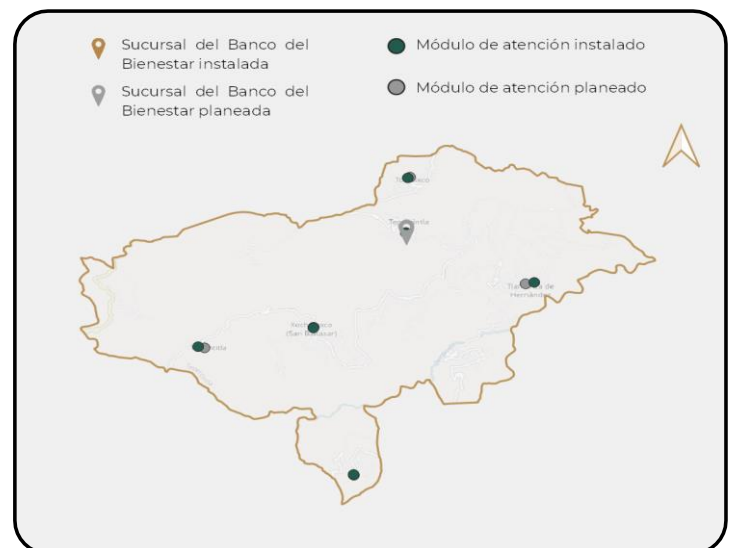 Sucursal del Banco del
Bienestar instalada
Sucursal del Banco del
Bienestar planeada
Módulo de atención instalado
Módulo de atención planeado
Hernández